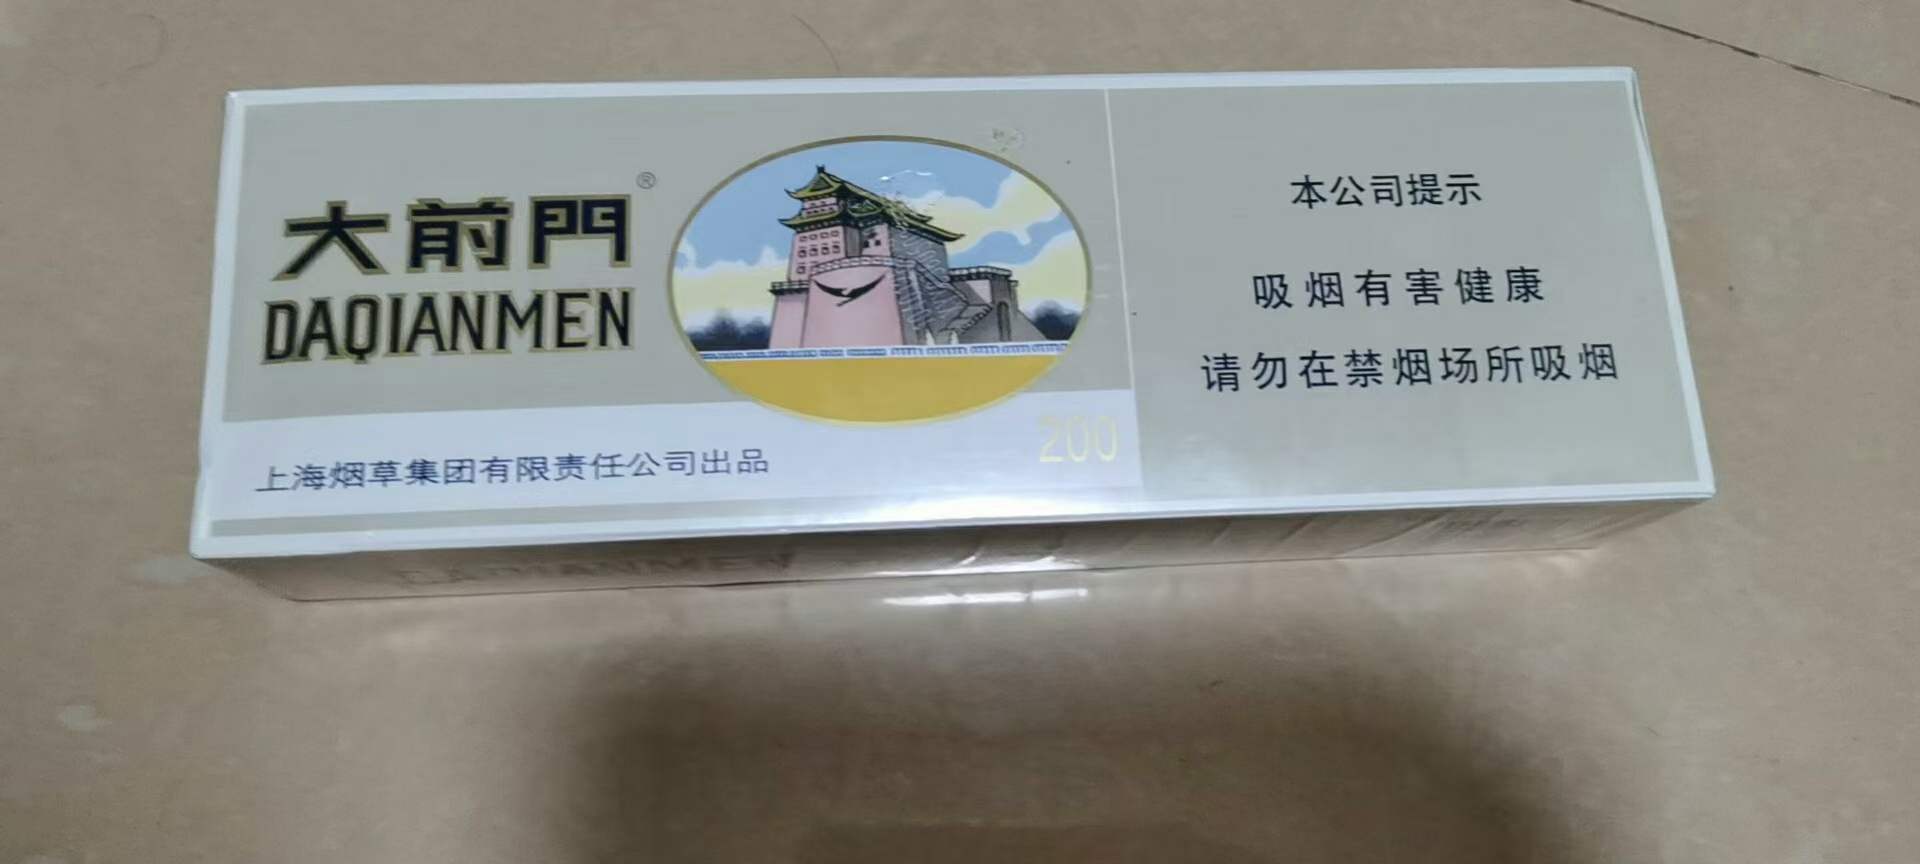 大前門®
DAQIANMEN
上海烟草集团有限责任公司出品
200
本公司提示
吸烟有害健康
请勿在禁烟场所吸烟
DAQIANMEN